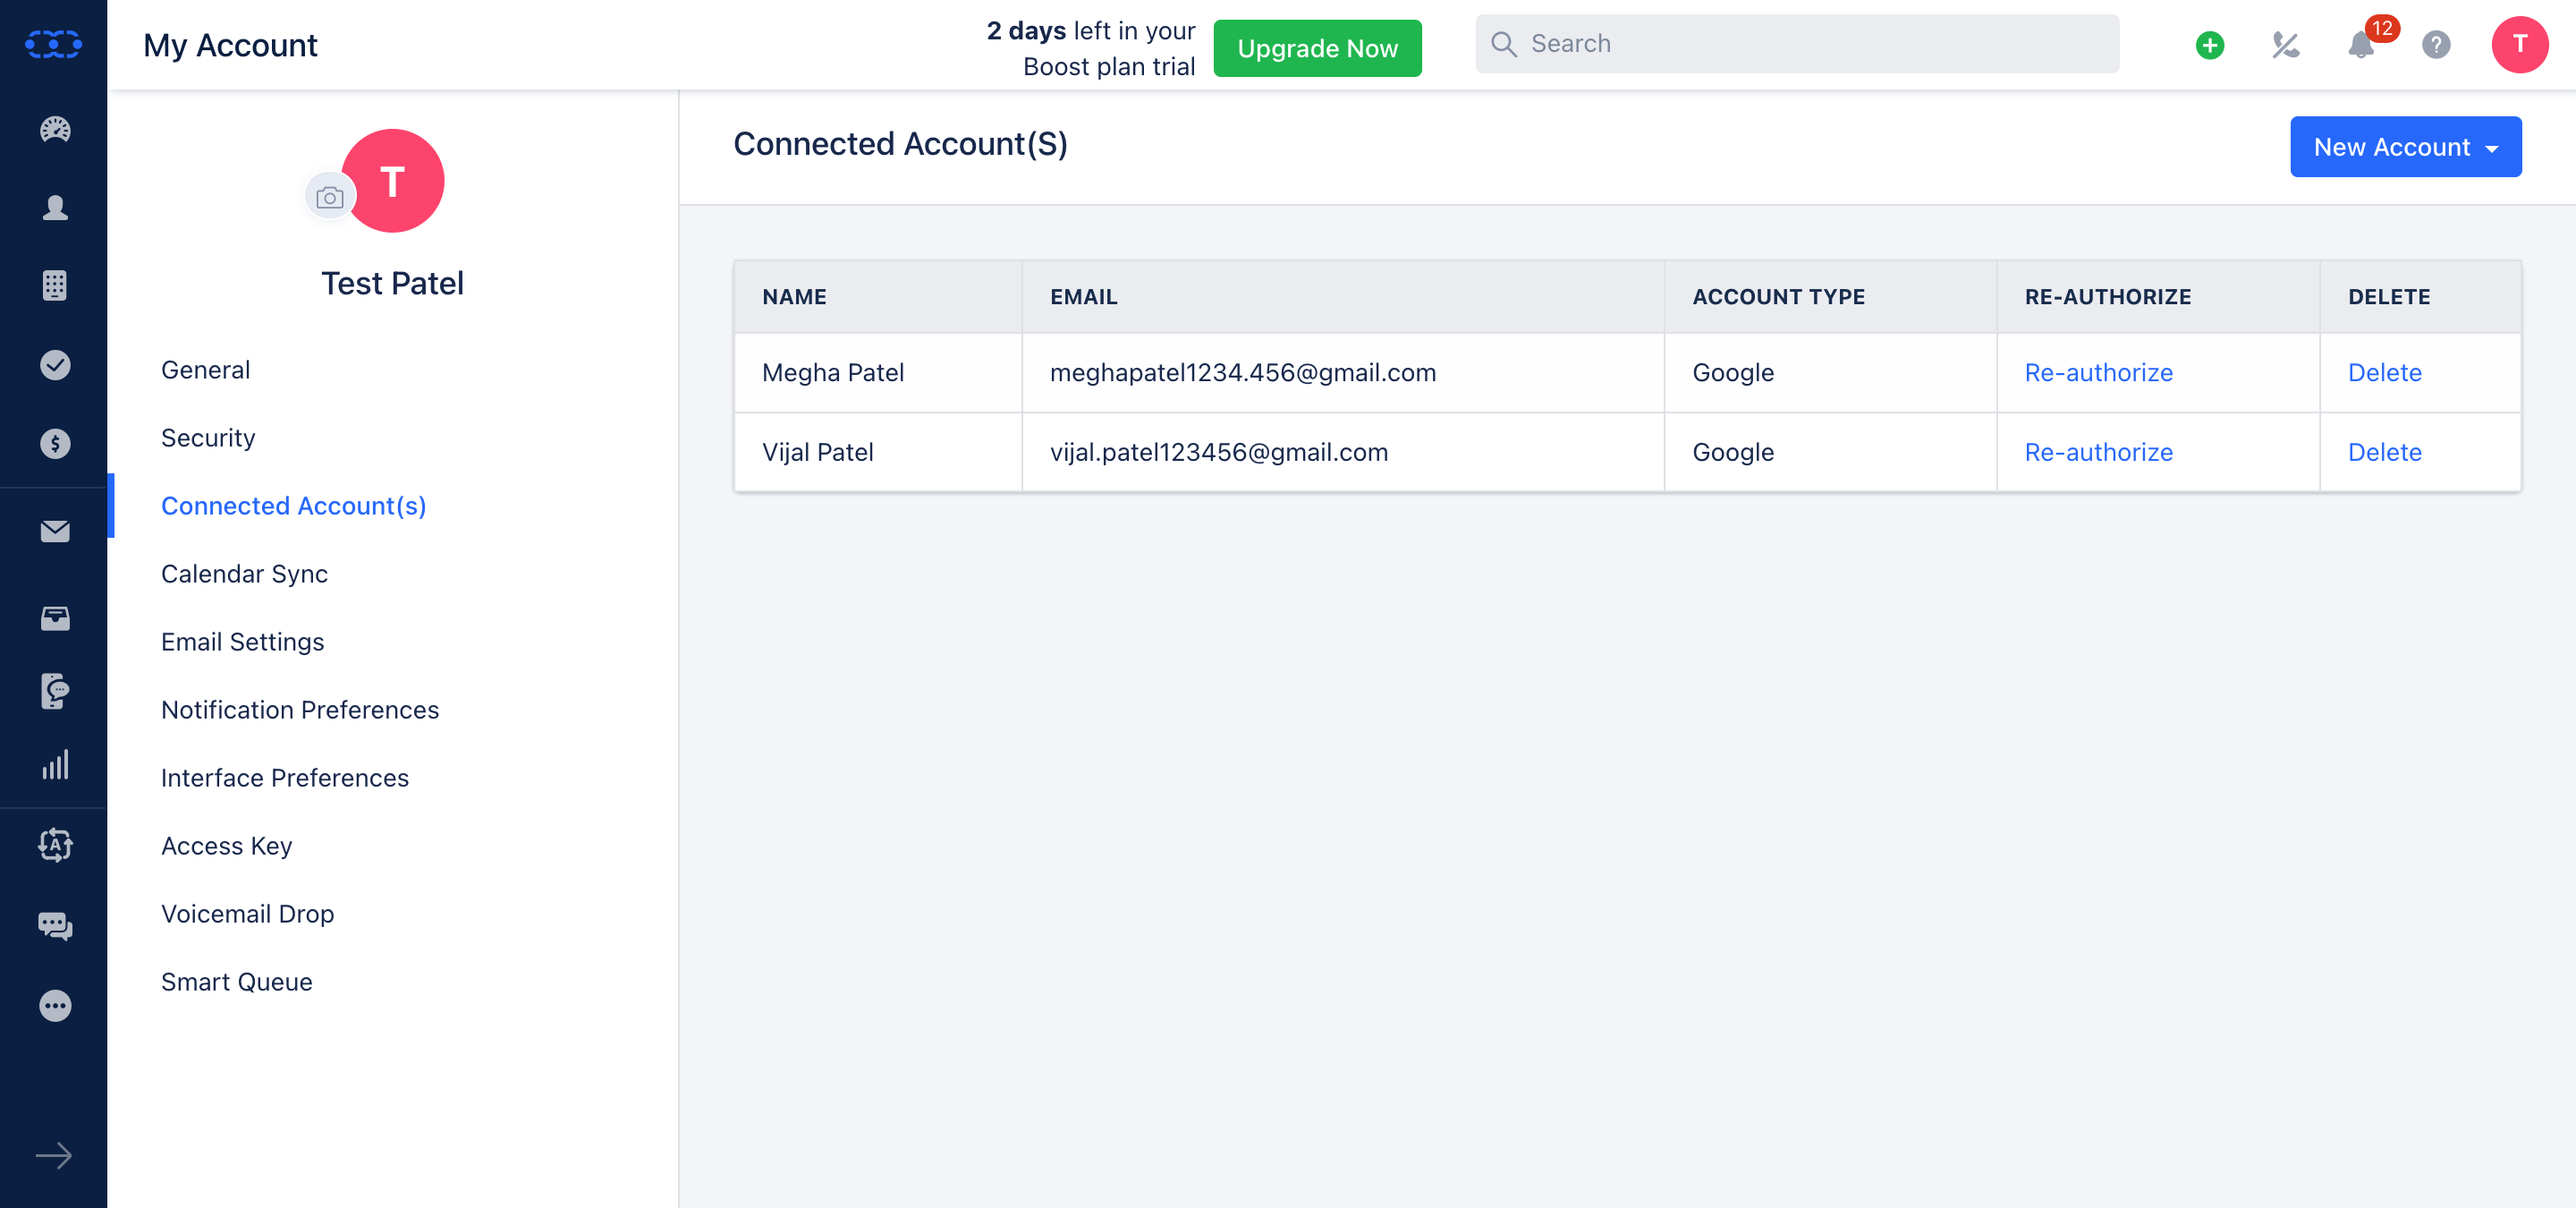 My Account
2 days left in your
Boost plan trial
Upgrade Now
Search
12
?
T
T
Test Patel
General
Security
Connected Account(s)
Calendar Sync
Email Settings
Notification Preferences
Interface Preferences
Access Key
Voicemail Drop
Smart Queue
Connected Account(S)
New Account
NAME EMAIL ACCOUNT TYPE RE-AUTHORIZE DELETE
Megha Patel meghapatel1234.456@gmail.com Google Re-authorize Delete
Vijal Patel vijal.patel123456@gmail.com Google Re-authorize Delete
$
A